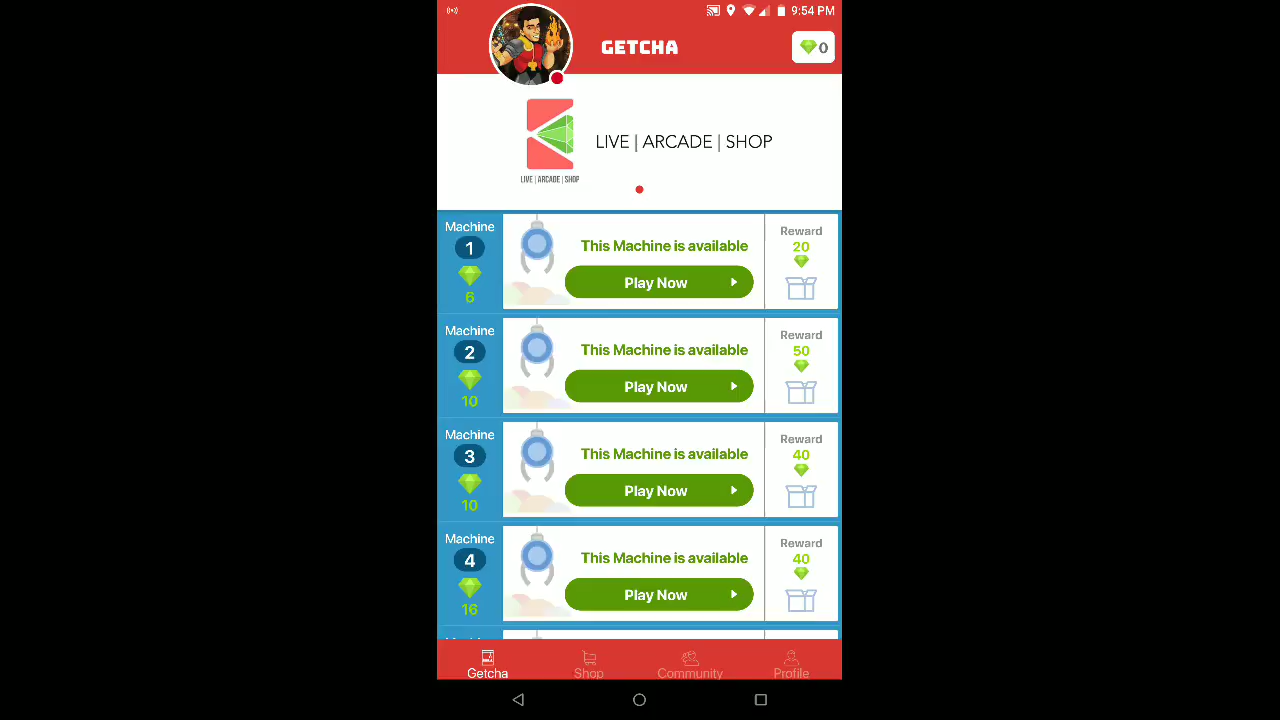 9:54 PM
GETCHA
0
LIVE | ARCADE | SHOP
LIVE | ARCADE | SHOP
Machine
1
6
This Machine is available
Play Now
Reward
20
Machine
2
10
This Machine is available
Play Now
Reward
50
Machine
3
10
This Machine is available
Play Now
Reward
40
Machine
4
16
This Machine is available
Play Now
Reward
40
Getcha
Shop
Community
Profile